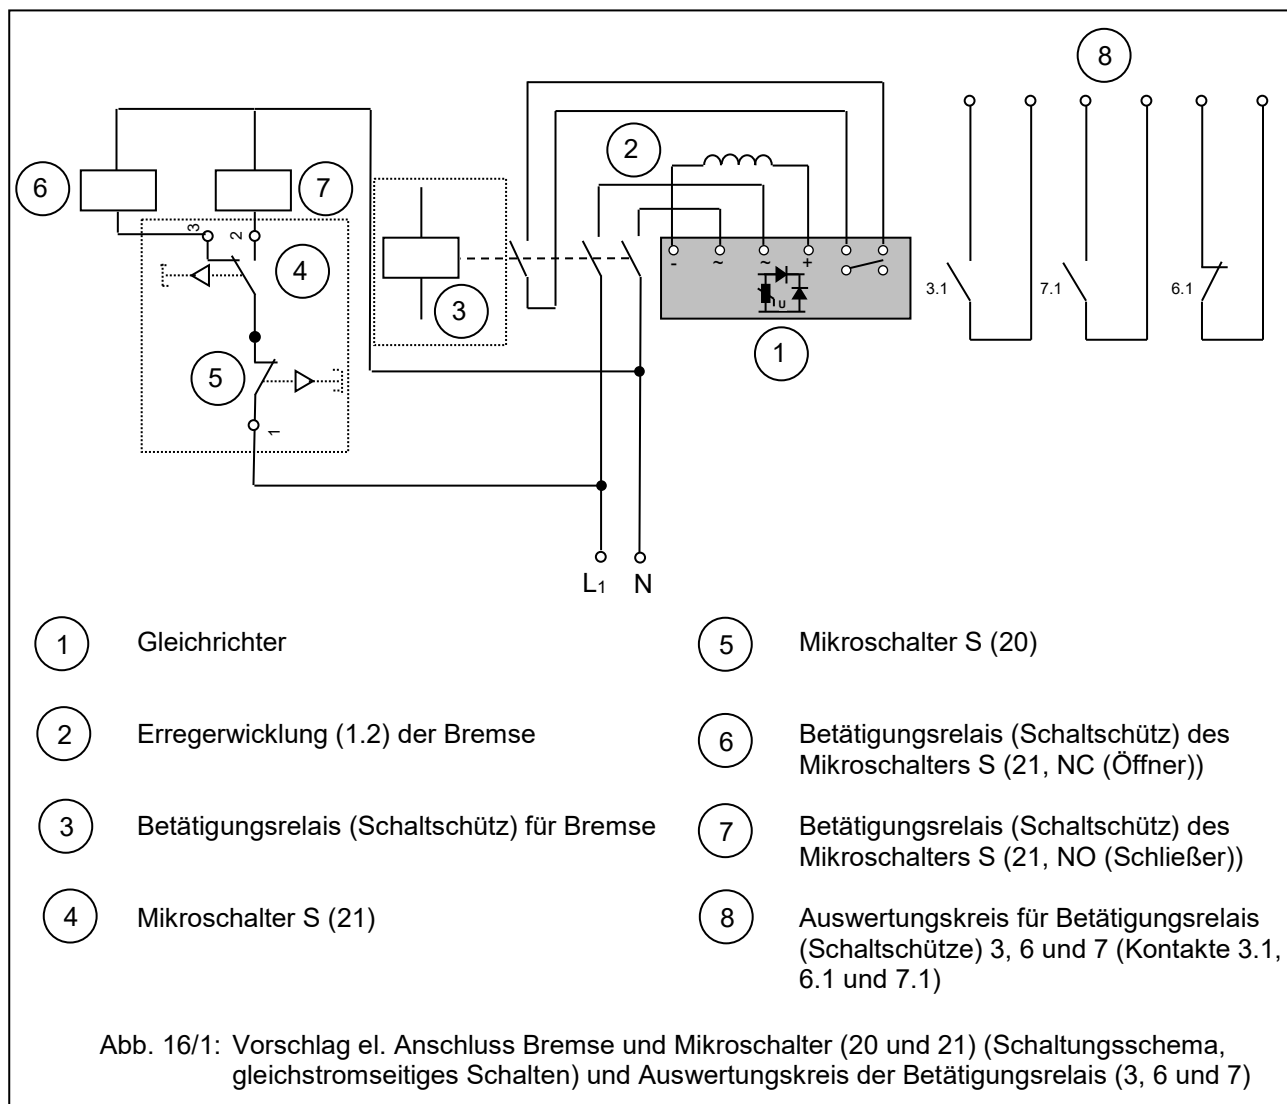 8
2
6
7
3
2
4
3
- ~ ~ + 
U
3.1
7.1
6.1
1
5
1
L1 N
1 Gleichrichter
2 Erregerwicklung (1.2) der Bremse
3 Betätigungsrelais (Schaltschütz) für Bremse
4 Mikroschalter S (21)
5 Mikroschalter S (20)
6 Betätigungsrelais (Schaltschütz) des
Mikroschalters S (21, NC (Öffner))
7 Betätigungsrelais (Schaltschütz) des
Mikroschalters S (21, NO (Schließer))
8 Auswertungskreis für Betätigungsrelais
(Schaltschütze) 3, 6 und 7 (Kontakte 3.1,
6.1 und 7.1)
Abb. 16/1: Vorschlag el. Anschluss Bremse und Mikroschalter (20 und 21) (Schaltungsschema,
gleichstromseitiges Schalten) und Auswertungskreis der Betätigungsrelais (3, 6 und 7)